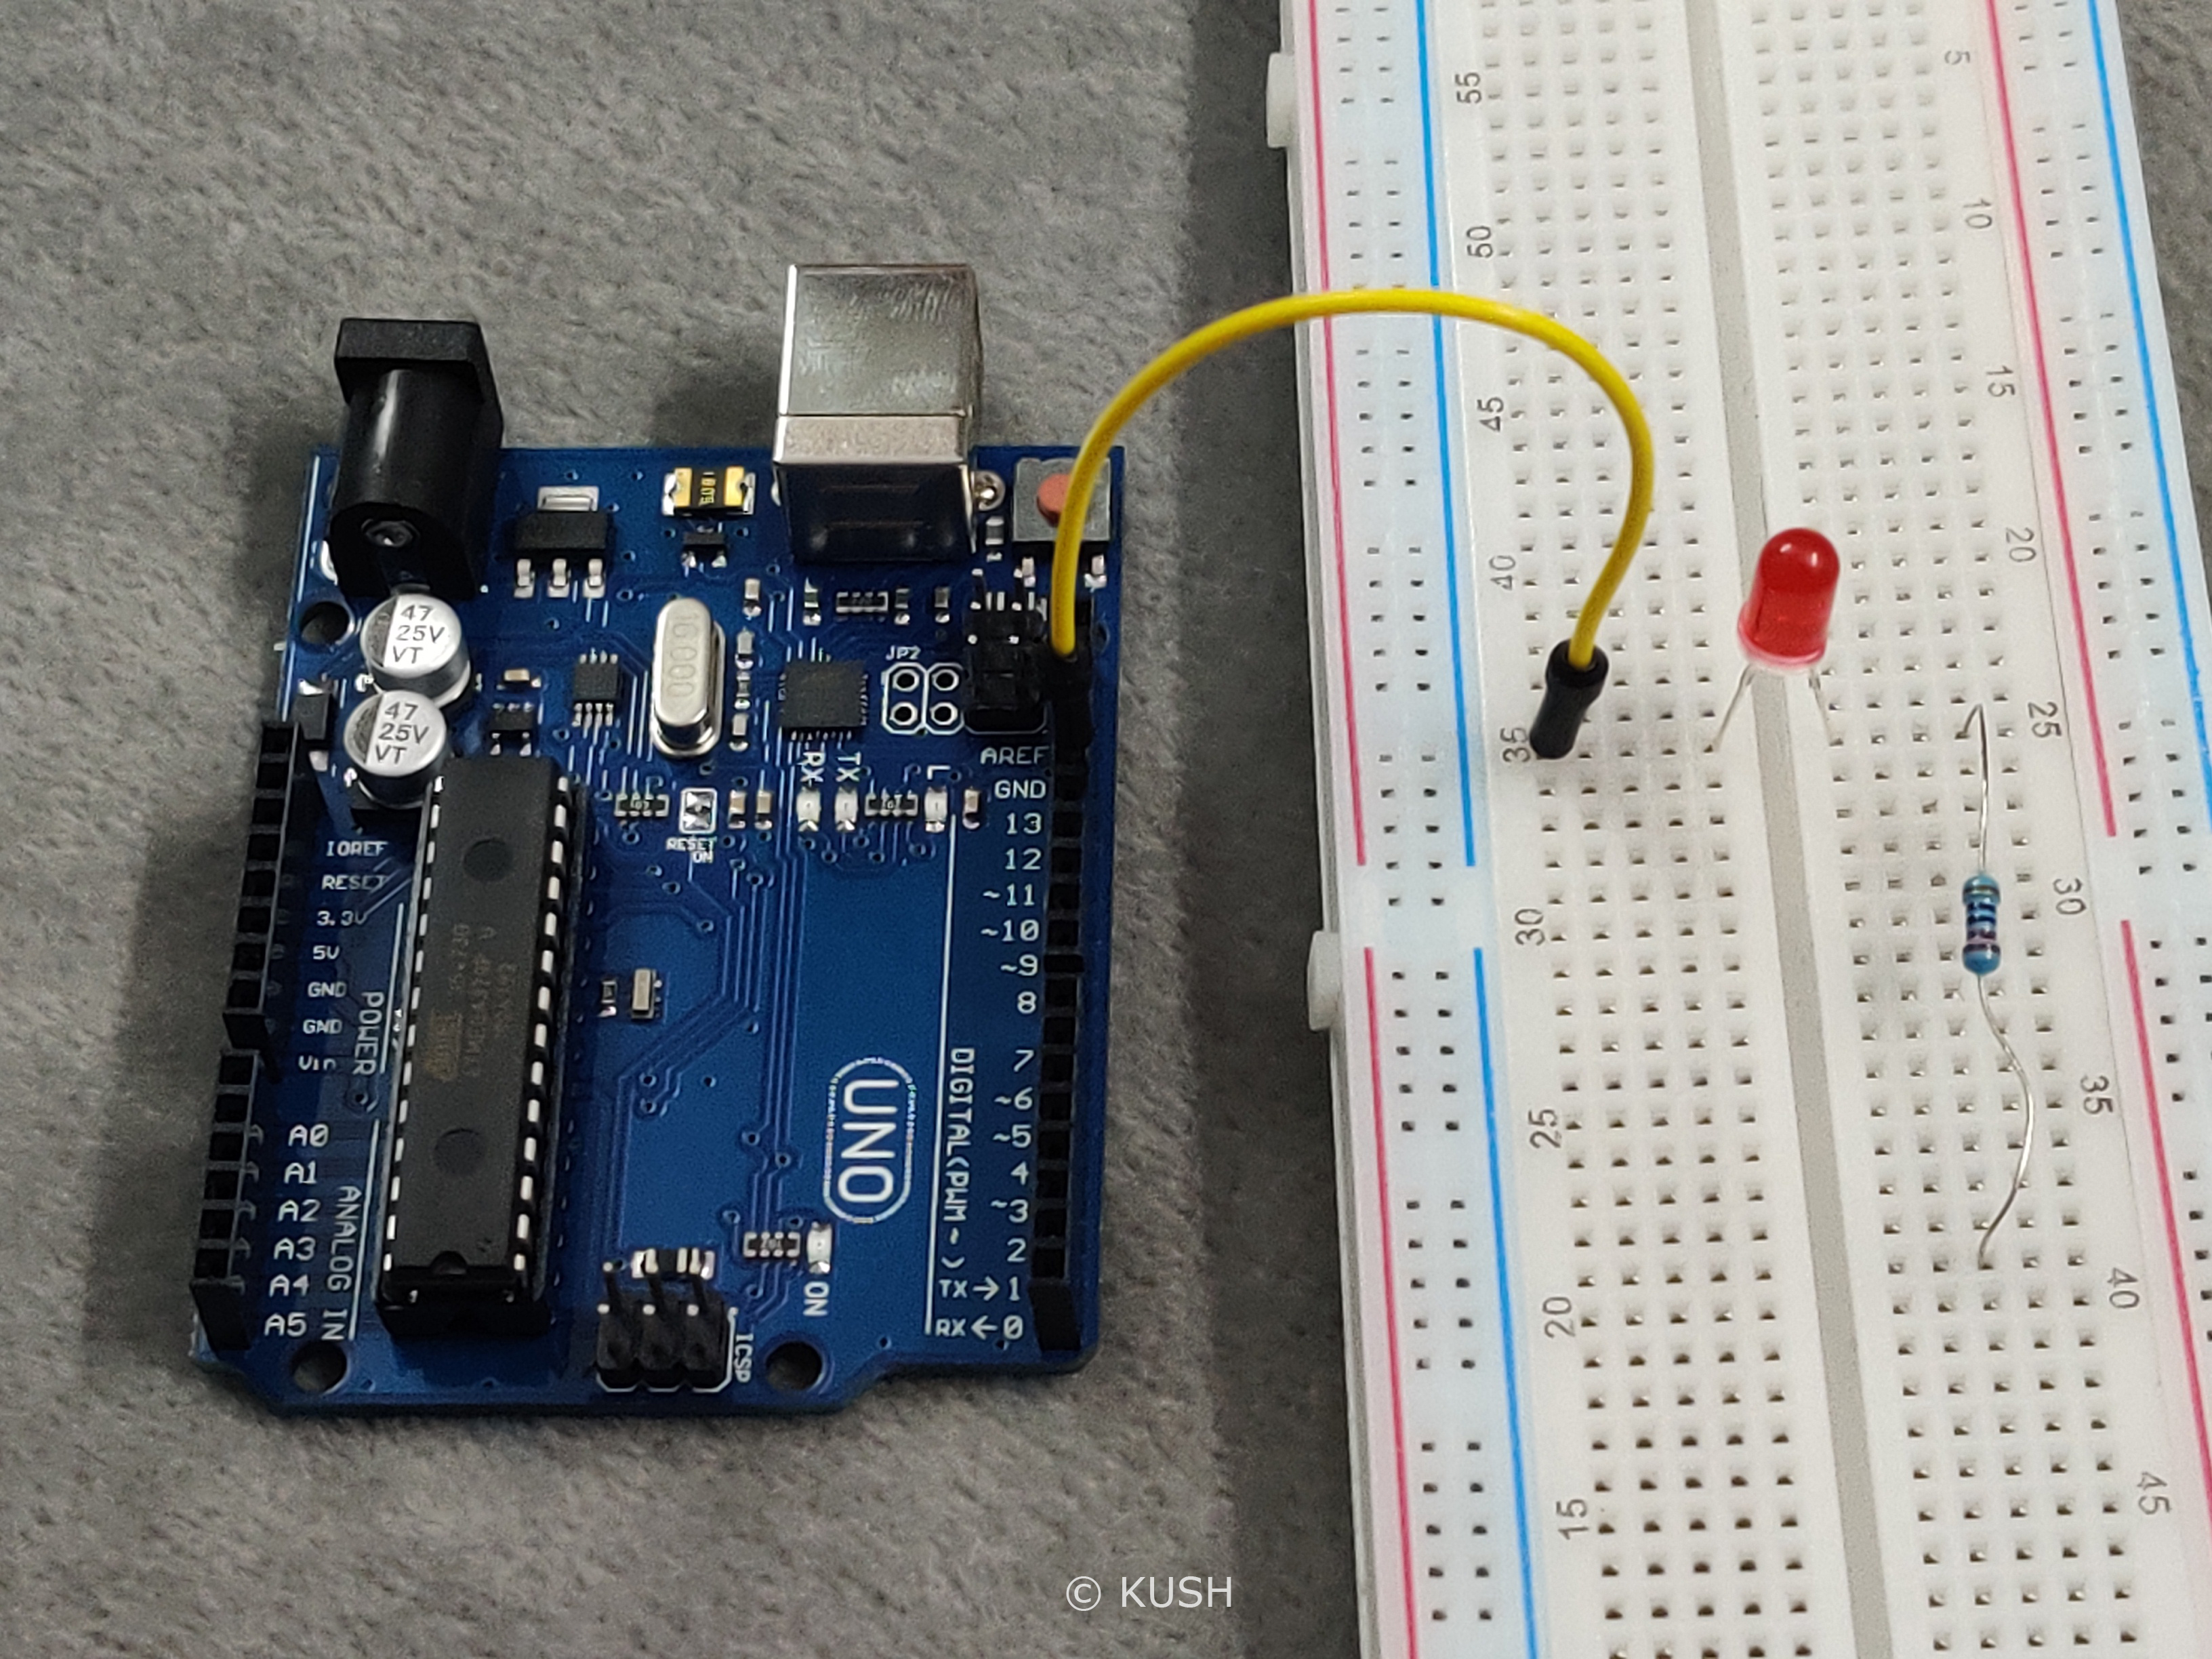 47
25V
VT
47
25V
VT
16.000
JP2
RX
TX
L
RESET
ON
AREF
GND
13
12
~11
~10
~9
8
7
~6
~5
4
~3
2
TX→1
RX←0
DIGITAL(PWM~)
UNO
IOREF
RESET
3.3V
5V
GND
GND
Vin
POWER
A0
A1
A2
A3
A4
A5
ANALOG IN
ON
ICSP
55
50
45
40
35
30
25
20
15
5
10
15
20
25
30
35
40
45
© KUSH